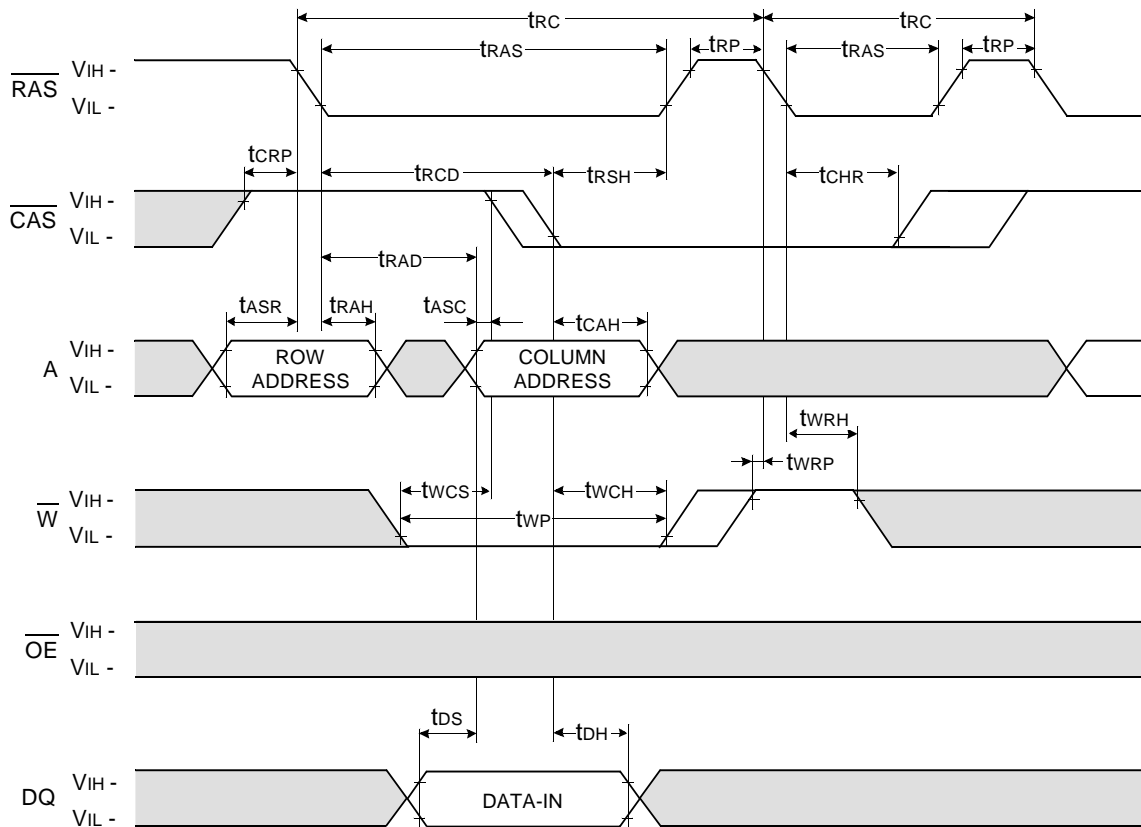 tRC tRC
tRAS tRP tRAS tRP
RAS VIH -
VIL -
tCRP tRCD tRSH tCHR
CAS VIH -
VIL -
tRAD
tASR tRAH tASC tCAH
A VIH -
VIL -
ROW
ADDRESS
COLUMN
ADDRESS
tWRH
tWRP
tWCS tWCH
W VIH -
VIL -
tWP
OE VIH -
VIL -
tDS tDH
DQ VIH -
VIL -
DATA-IN